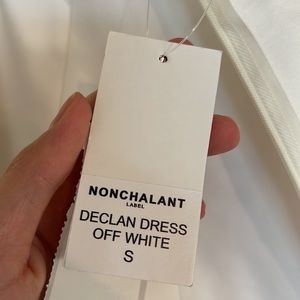 NONCHALANT
LABEL
DECLAN DRESS
OFF WHITE
S